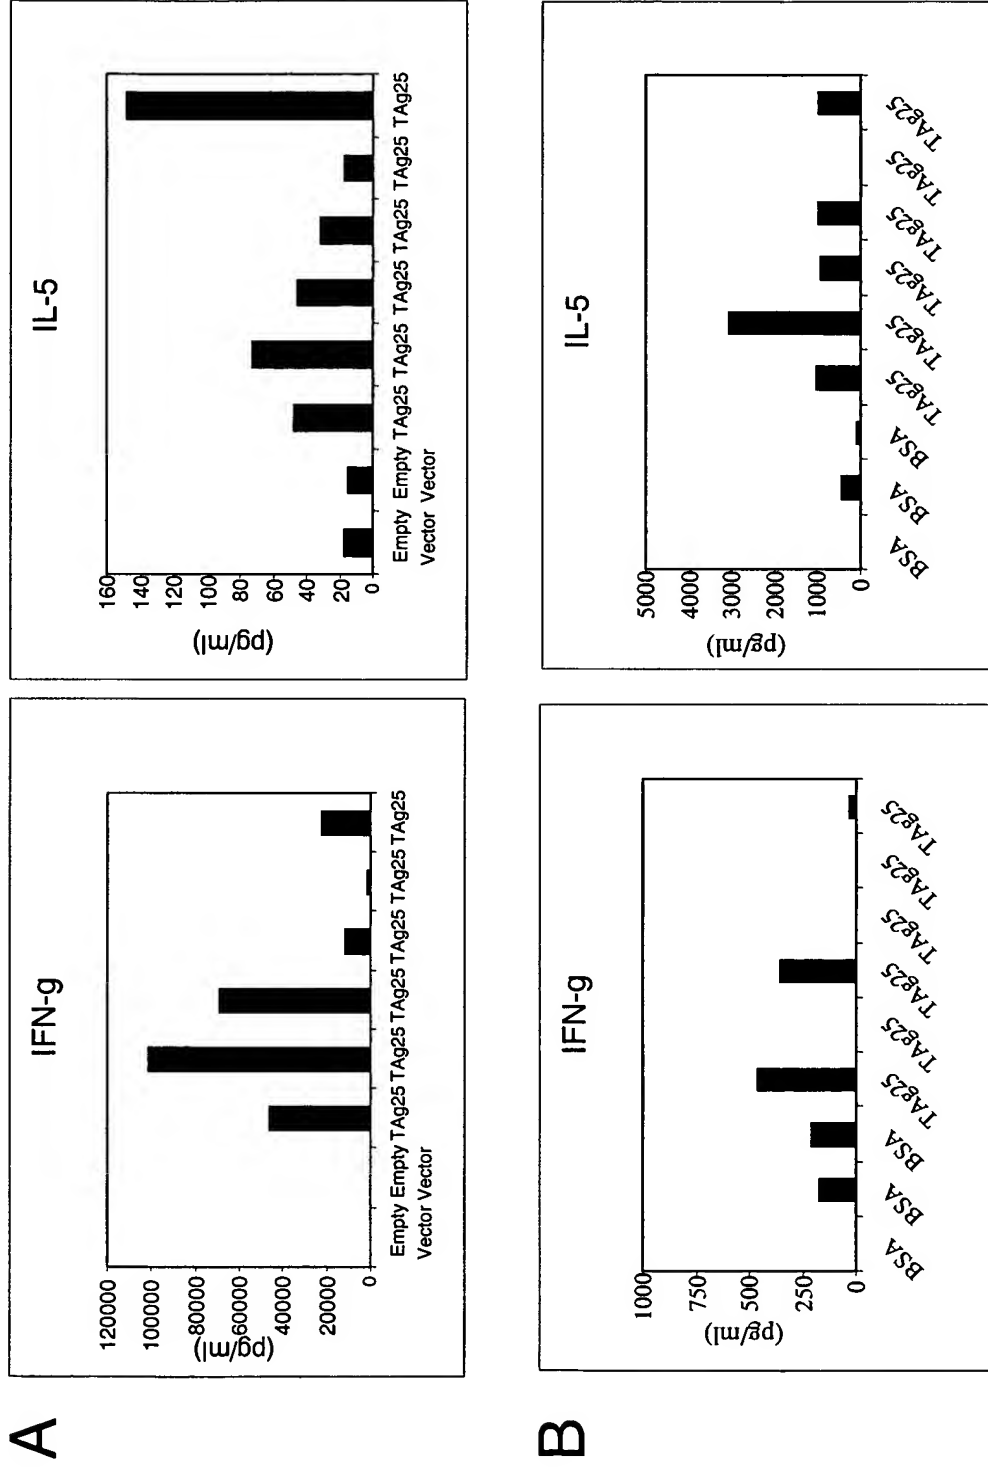 A
IFN-g
120000
100000
80000
60000
40000
20000
0
(pg/ml)
Empty Empty TAg25 TAg25 TAg25 TAg25 TAg25 TAg25
Vector Vector
IL-5
160
140
120
100
80
60
40
20
0
(pg/ml)
Empty Empty TAg25 TAg25 TAg25 TAg25 TAg25 TAg25
Vector Vector
B
IFN-g
1000
750
500
250
0
(pg/ml)
BSA BSA BSA TAg25 TAg25 TAg25 TAg25 TAg25 TAg25
IL-5
5000
4000
3000
2000
1000
0
(pg/ml)
BSA BSA BSA TAg25 TAg25 TAg25 TAg25 TAg25 TAg25